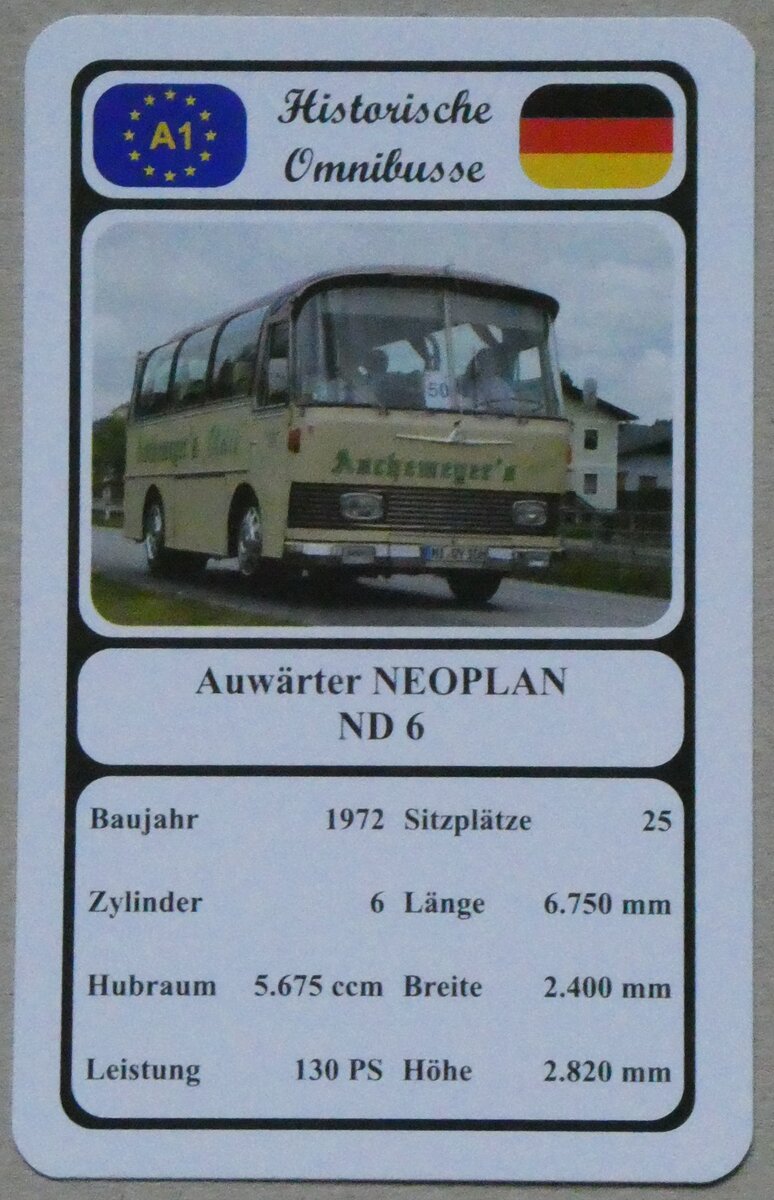 A1
Historische
Omnibusse
50
Auwärter NEOPLAN
ND 6
Baujahr 1972 Sitzplätze 25
Zylinder 6 Länge 6.750 mm
Hubraum 5.675 ccm Breite 2.400 mm
Leistung 130 PS Höhe 2.820 mm